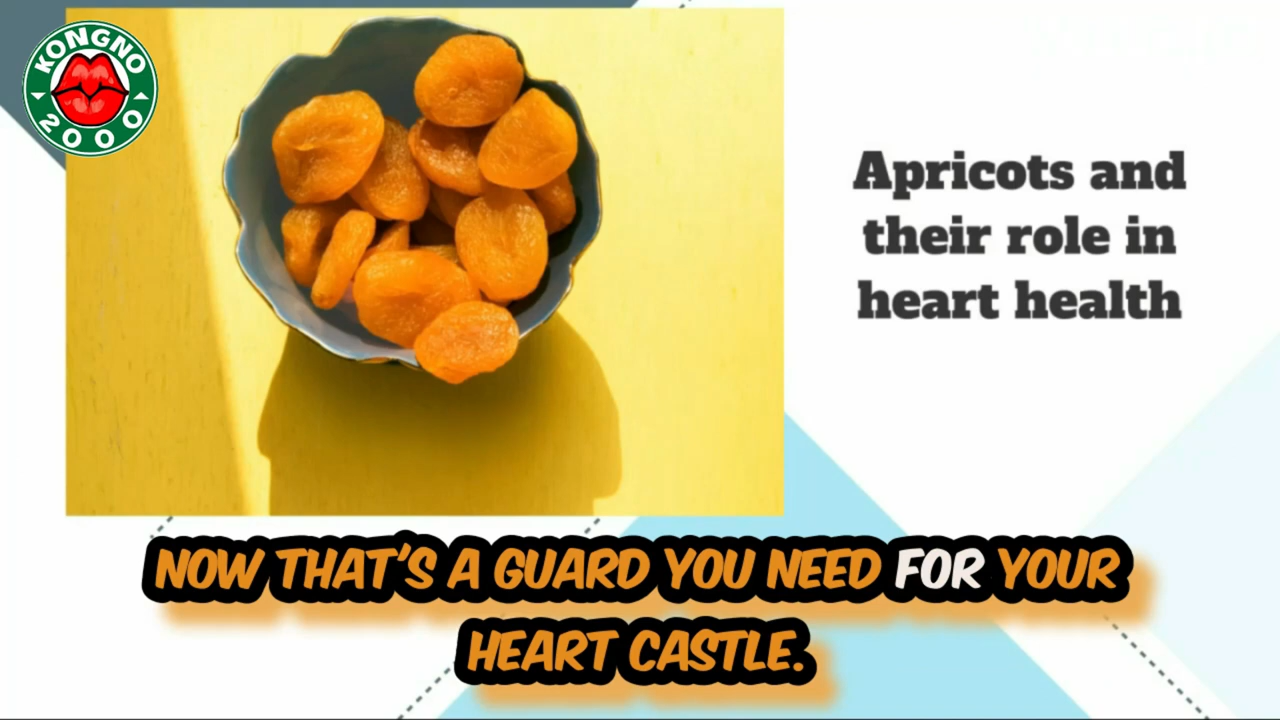 KONGNO
2000
Apricots and
their role in
heart health
NOW THAT'S A GUARD YOU NEED FOR YOUR
HEART CASTLE.